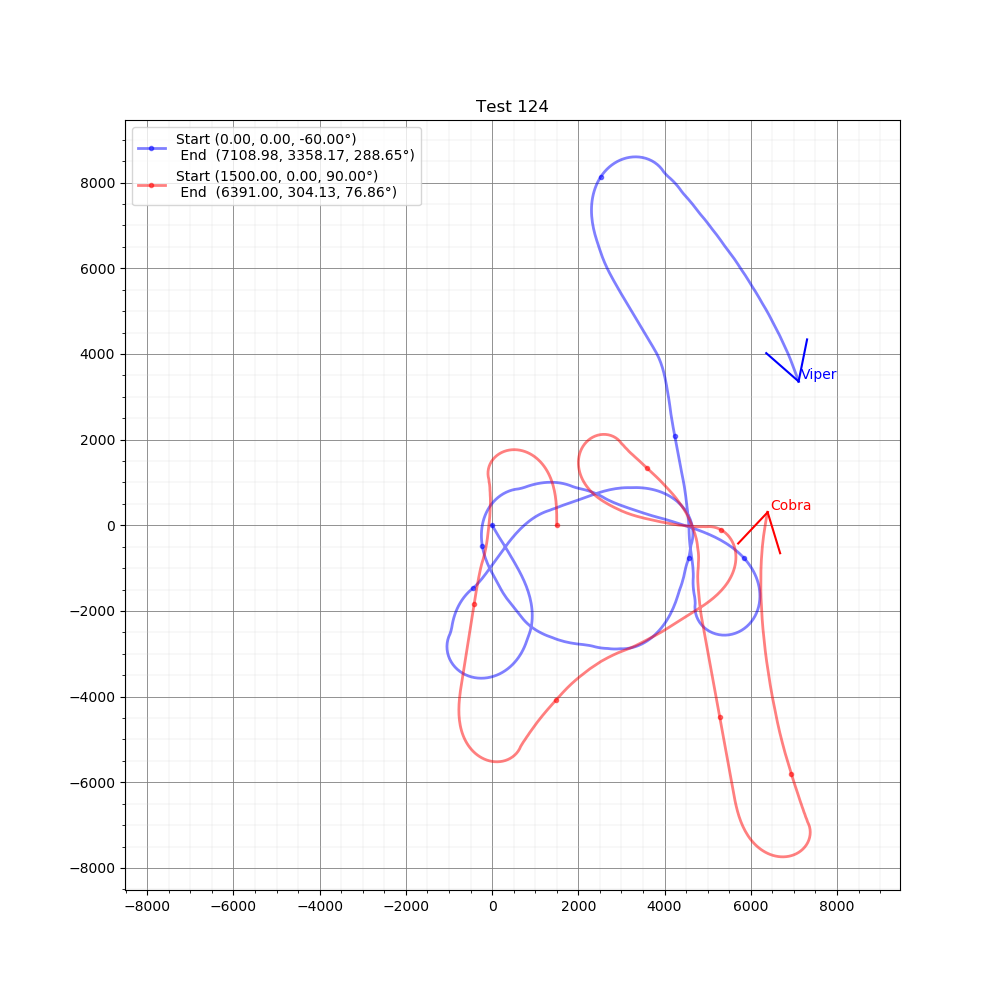 Test 124
Start (0.00, 0.00, -60.00°)
End (7108.98, 3358.17, 288.65°)
Start (1500.00, 0.00, 90.00°)
End (6391.00, 304.13, 76.86°)
8000
6000
4000
2000
0
−2000
−4000
−6000
−8000
Viper
Cobra
−8000 −6000 −4000 −2000 0 2000 4000 6000 8000